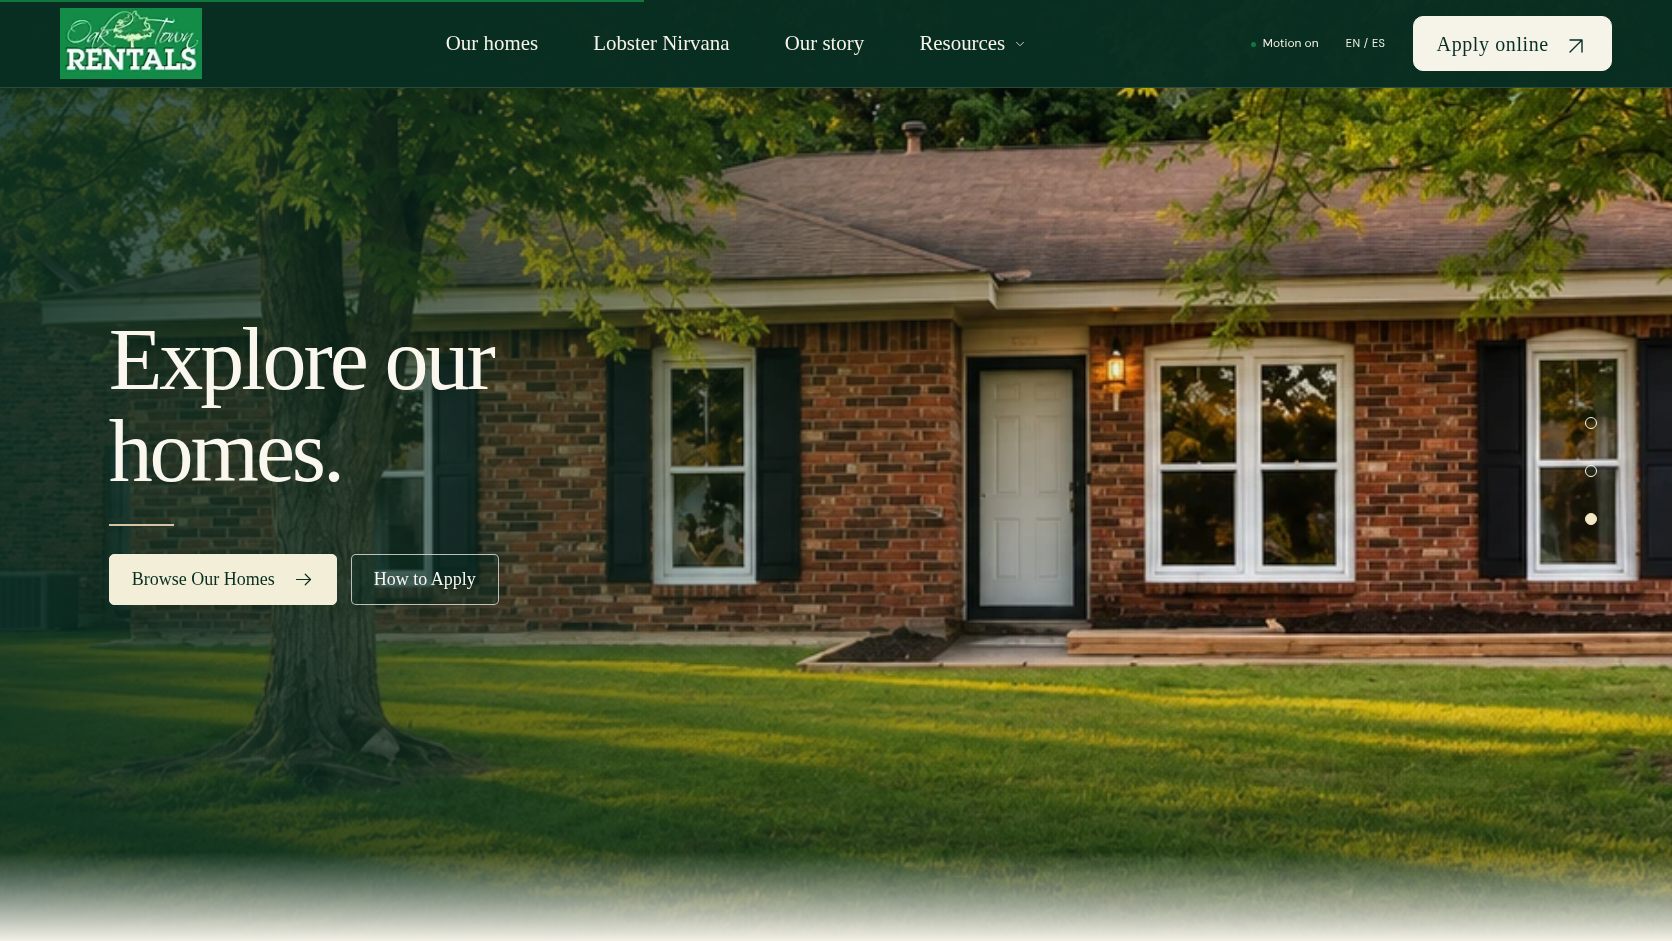 Oak Town
RENTALS
Our homes
Lobster Nirvana
Our story
Resources
Motion on
EN / ES
Apply online
Explore our
homes.
Browse Our Homes
How to Apply